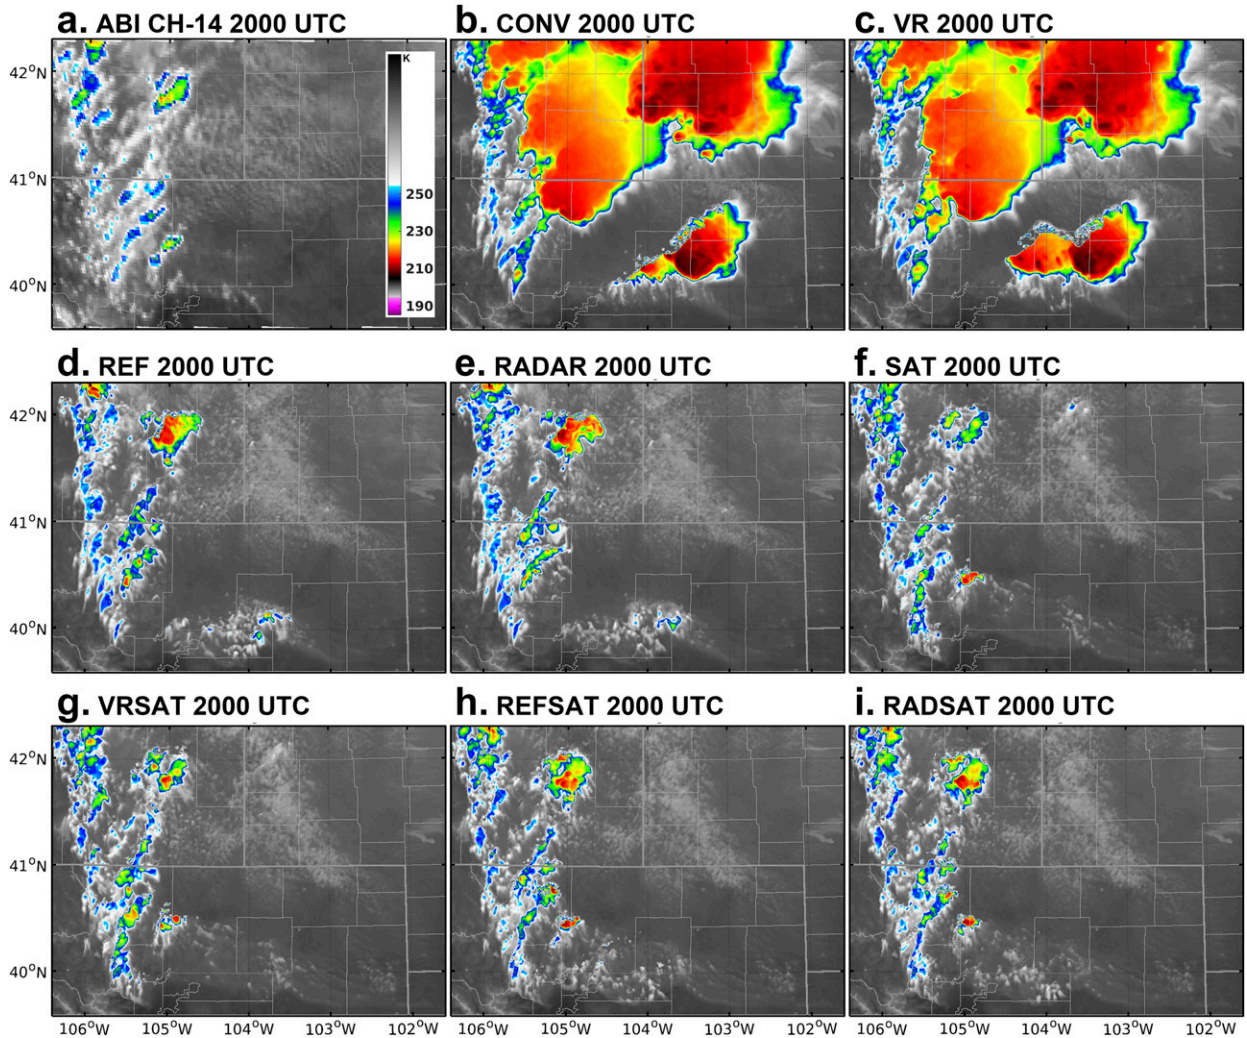 a. ABI CH-14 2000 UTC
b. CONV 2000 UTC
c. VR 2000 UTC
42°N
41°N
40°N
K
250
230
210
190
d. REF 2000 UTC
e. RADAR 2000 UTC
f. SAT 2000 UTC
42°N
41°N
40°N
g. VRSAT 2000 UTC
h. REFSAT 2000 UTC
i. RADSAT 2000 UTC
42°N
41°N
40°N
106°W 105°W 104°W 103°W 102°W
106°W 105°W 104°W 103°W 102°W
106°W 105°W 104°W 103°W 102°W